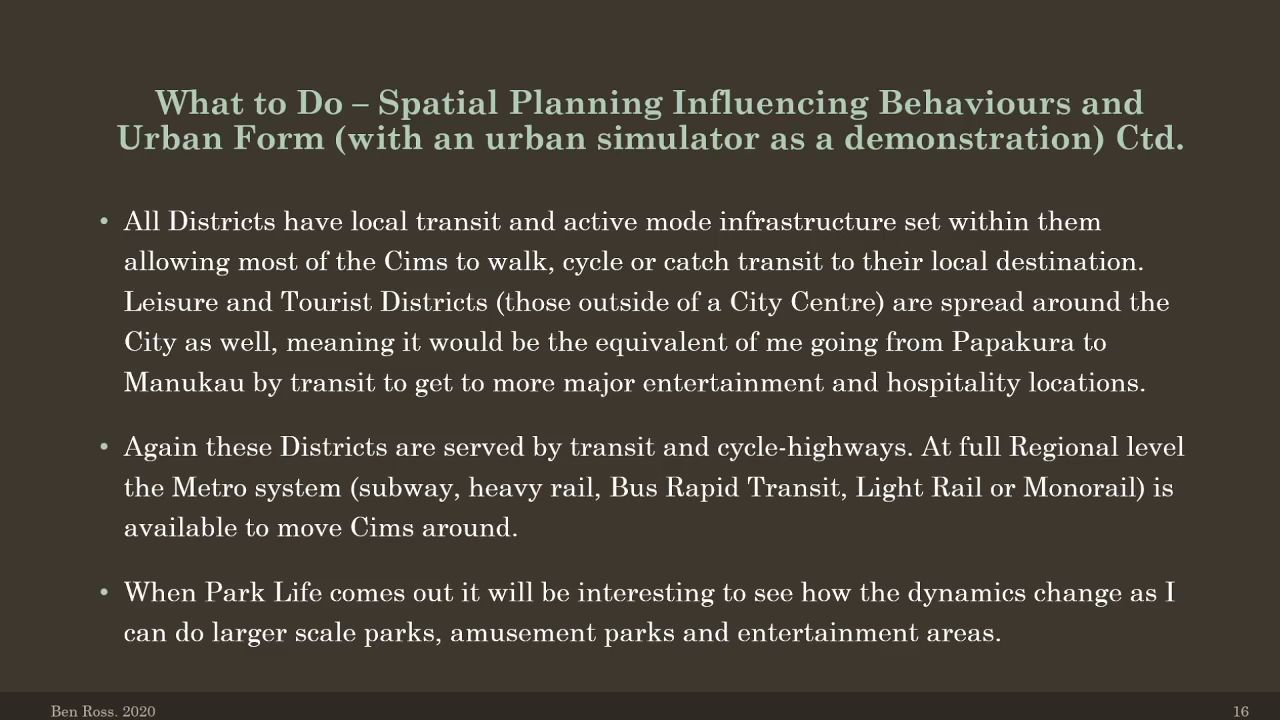 What to Do – Spatial Planning Influencing Behaviours and
Urban Form (with an urban simulator as a demonstration) Ctd.
• All Districts have local transit and active mode infrastructure set within them
allowing most of the Cims to walk, cycle or catch transit to their local destination.
Leisure and Tourist Districts (those outside of a City Centre) are spread around the
City as well, meaning it would be the equivalent of me going from Papakura to
Manukau by transit to get to more major entertainment and hospitality locations.
• Again these Districts are served by transit and cycle-highways. At full Regional level
the Metro system (subway, heavy rail, Bus Rapid Transit, Light Rail or Monorail) is
available to move Cims around.
• When Park Life comes out it will be interesting to see how the dynamics change as I
can do larger scale parks, amusement parks and entertainment areas.
Ben Ross. 2020
16